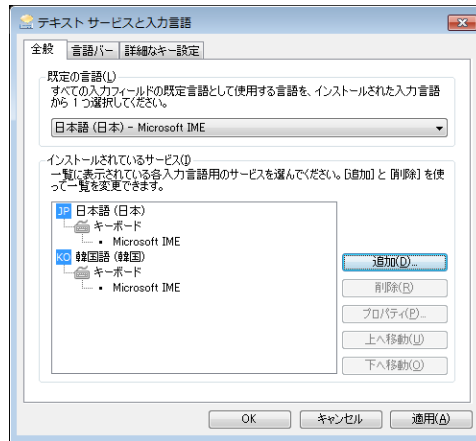 テキスト サービスと入力言語
全般 言語バー 詳細なキー設定
既定の言語(L)
すべての入力フィールドの既定言語として使用する言語を、インストールされた入力言語
から 1 つ選択してください。
日本語 (日本) - Microsoft IME
インストールされているサービス(I)
一覧に表示されている各入力言語用のサービスを選んでください。[追加] と [削除] を使
って一覧を変更できます。
JP 日本語 (日本)
キーボード
• Microsoft IME
KO 韓国語 (韓国)
キーボード
• Microsoft IME
追加(D)...
削除(R)
プロパティ(P)...
上へ移動(U)
下へ移動(O)
OK キャンセル 適用(A)